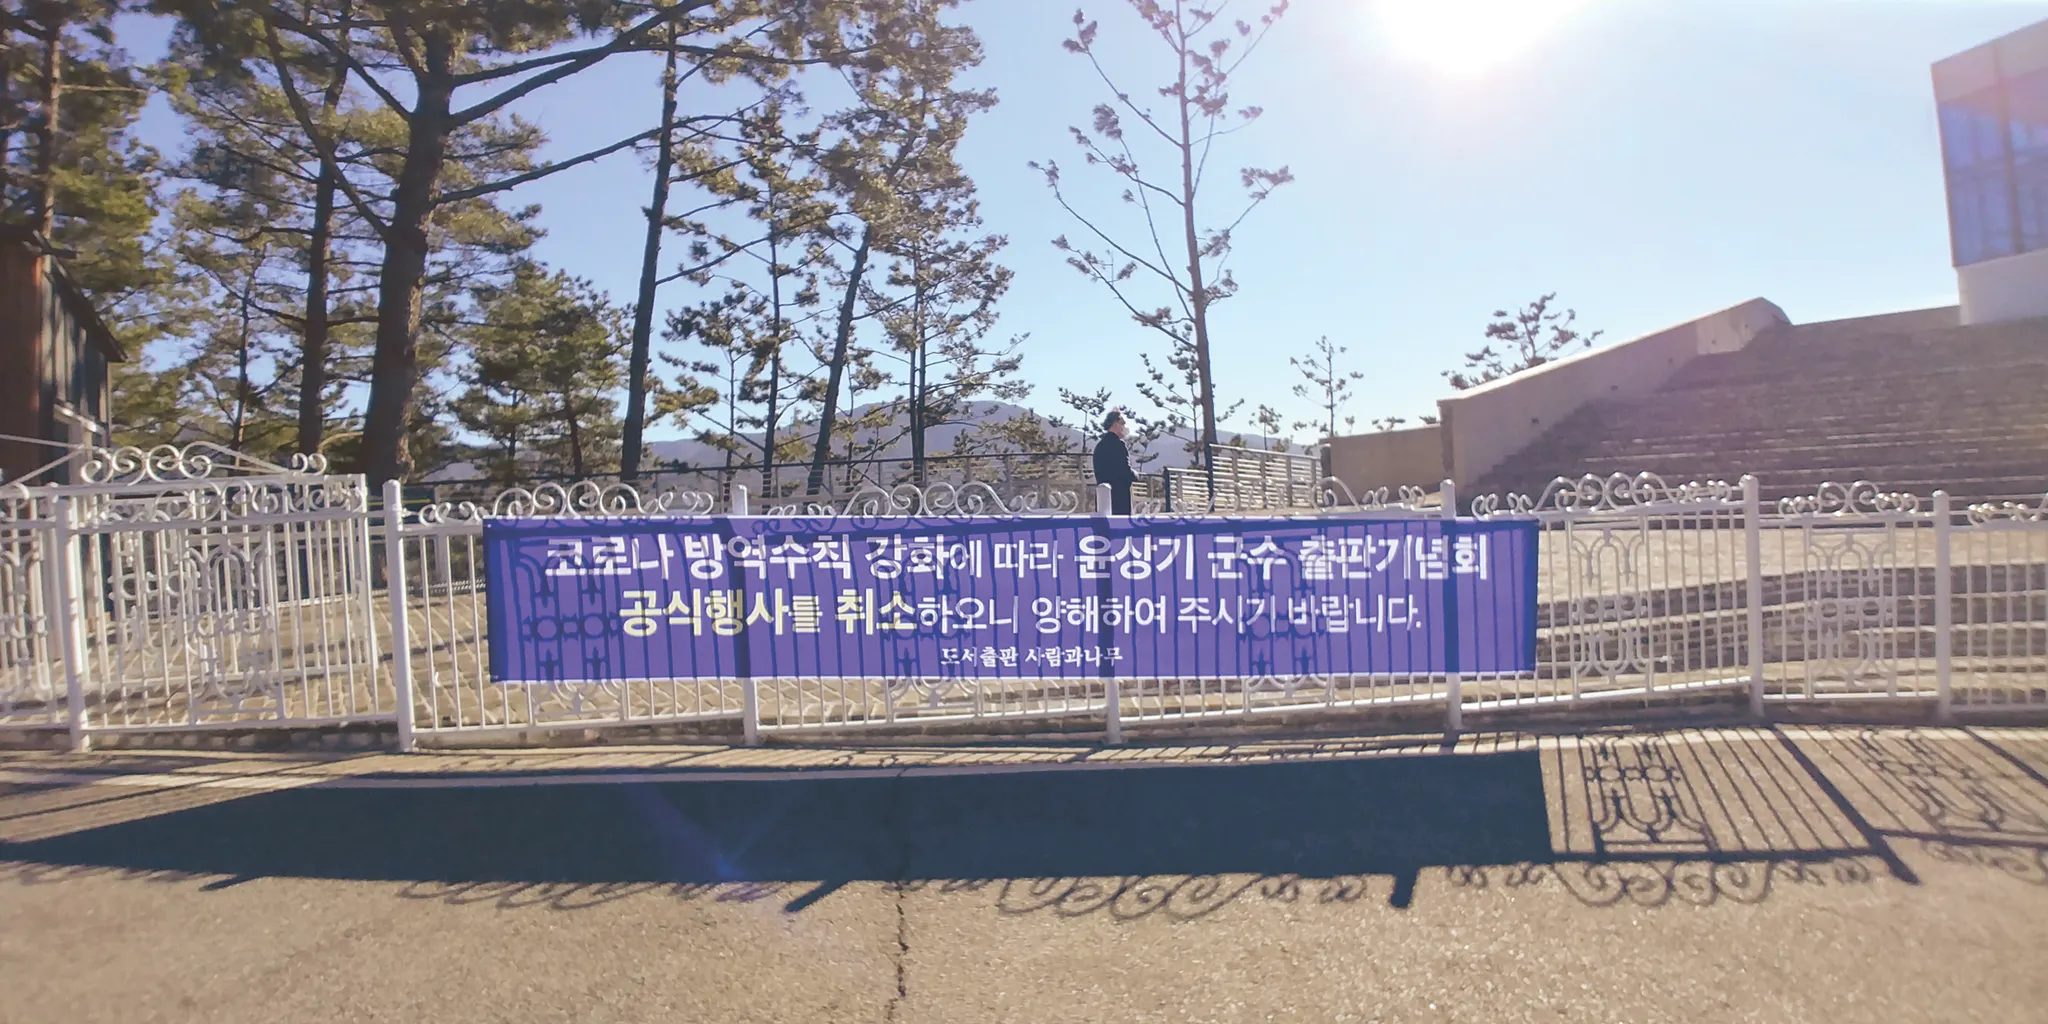 코로나 방역수칙 강화에 따라 윤상기 군수 출판기념회
공식행사를 취소하오니 양해하여 주시기 바랍니다.
도서출판 사람과나무